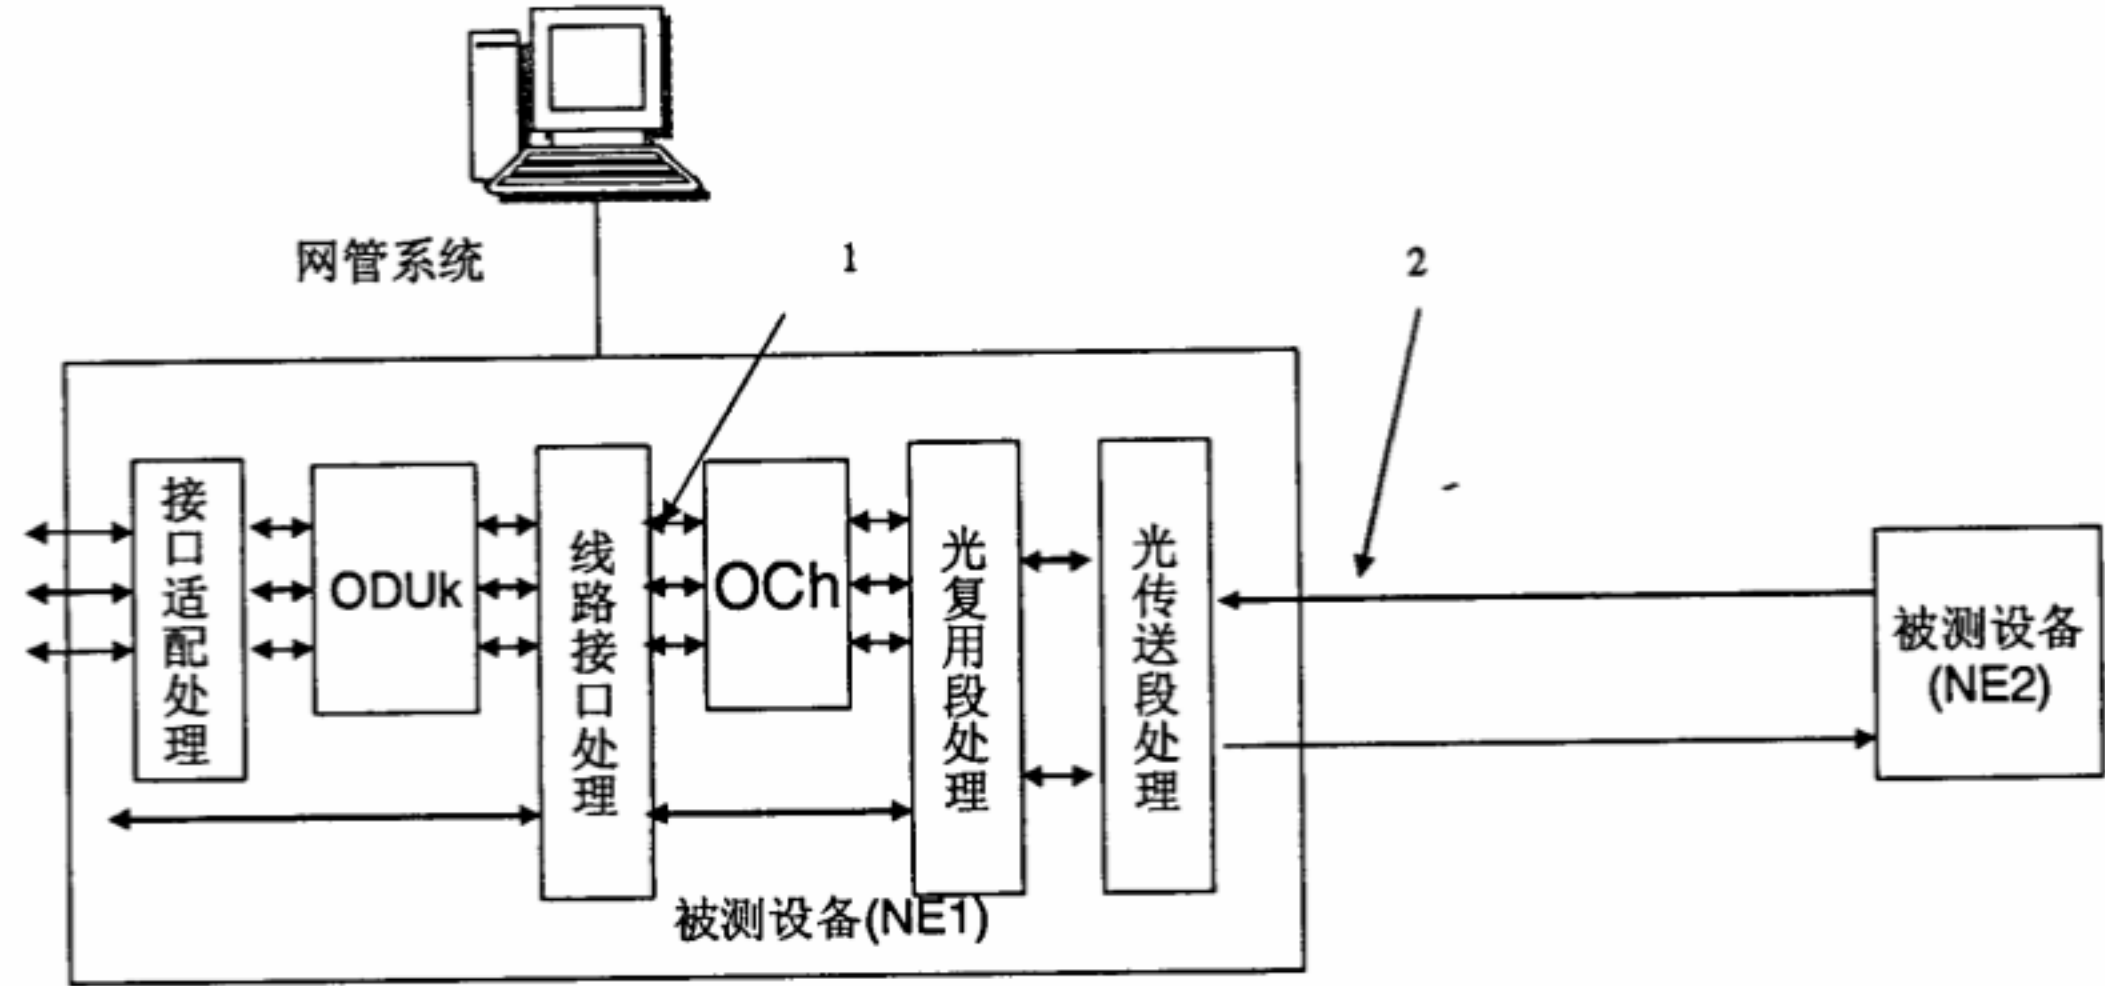 网管系统
1
2
接口适配处理
ODUk
线路接口处理
OCh
光复用段处理
光传送段处理
被测设备
(NE2)
被测设备(NE1)